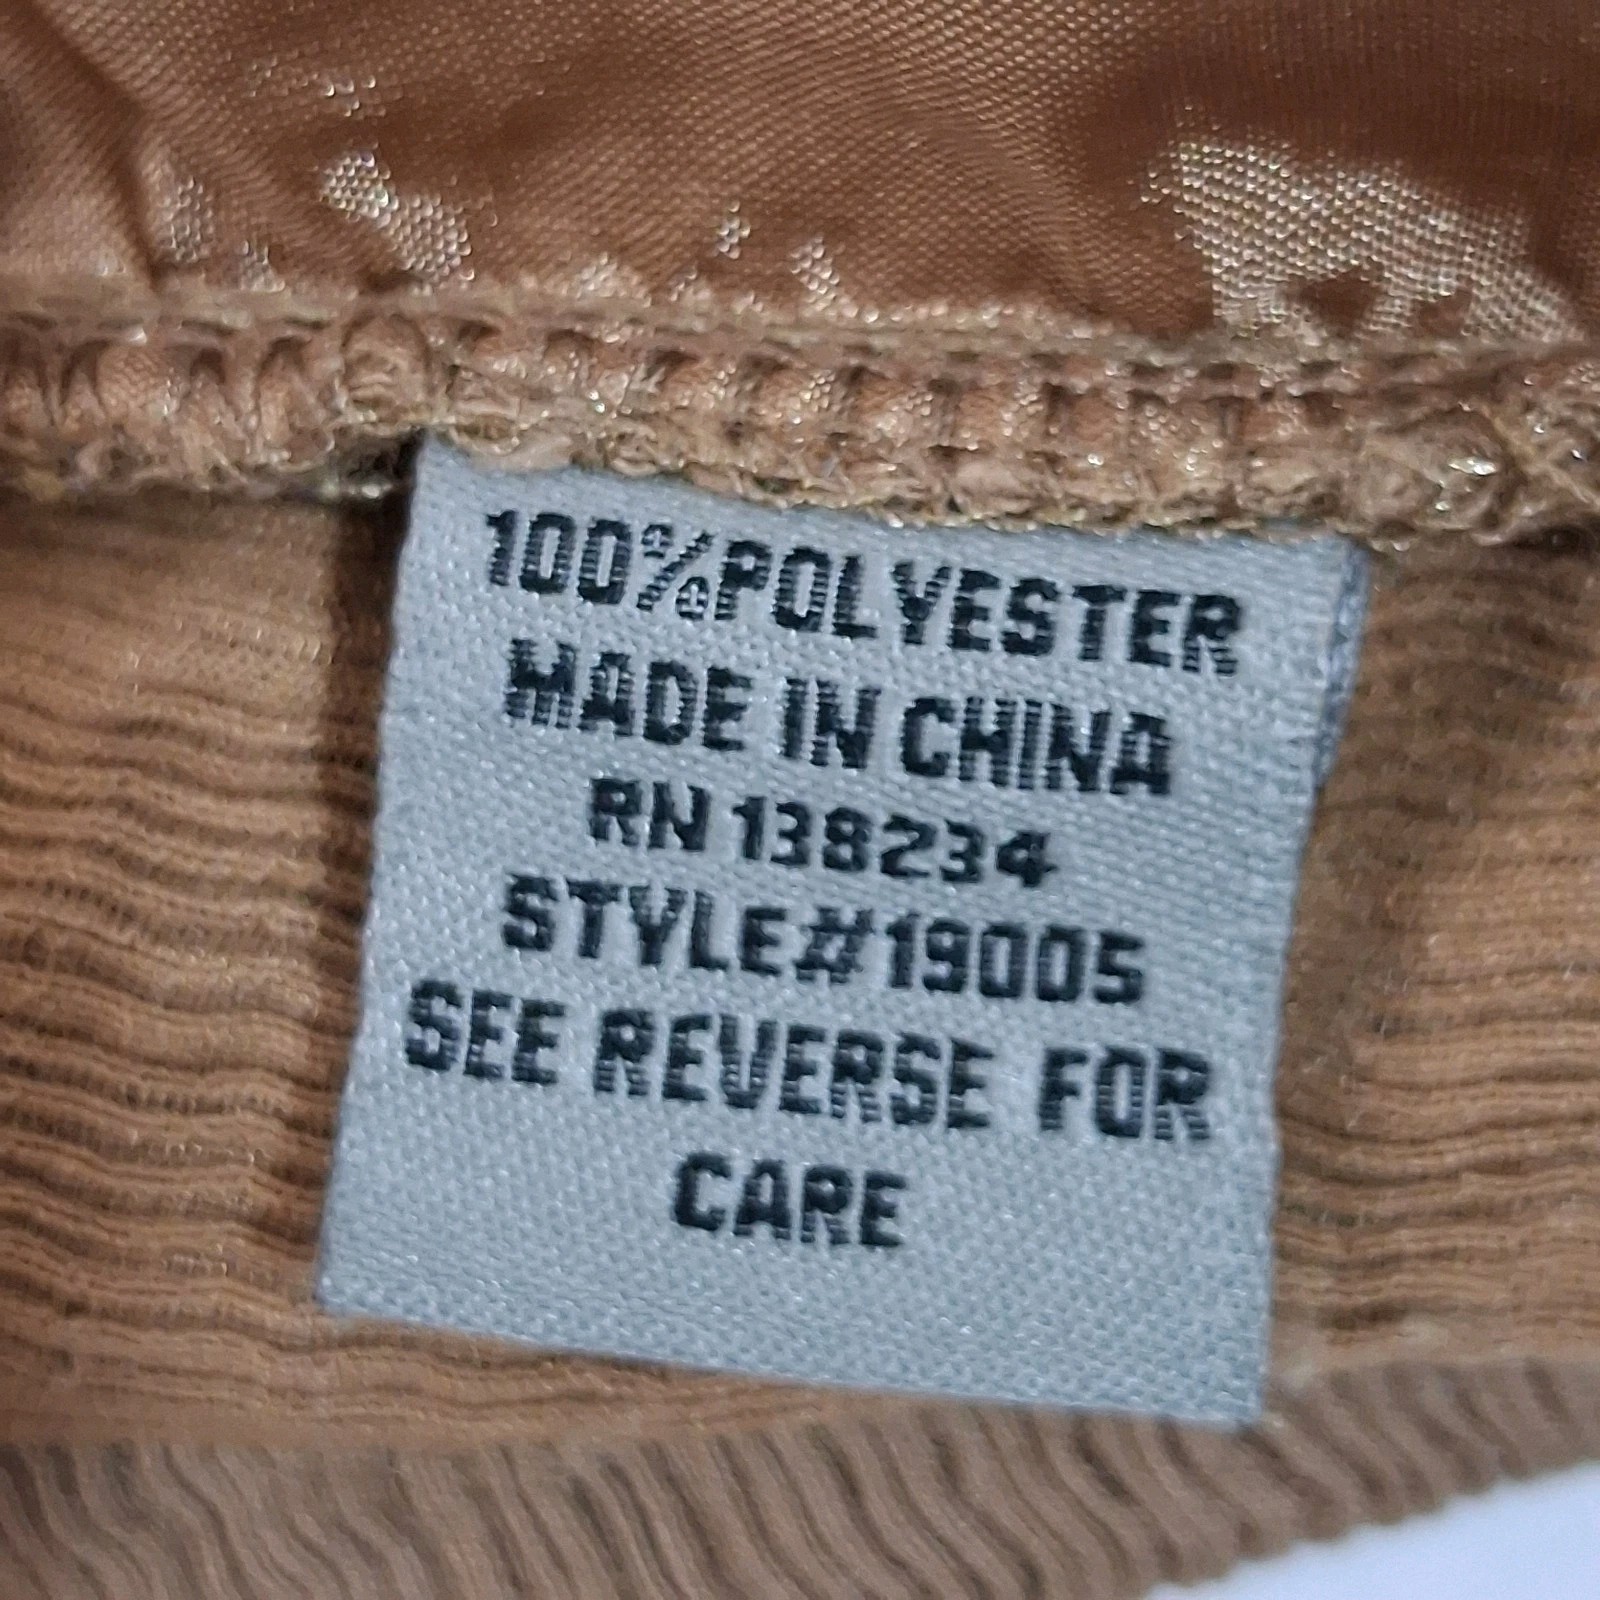 100%POLYESTER
MADE IN CHINA
RN 138234
STYLE#19005
SEE REVERSE FOR
CARE